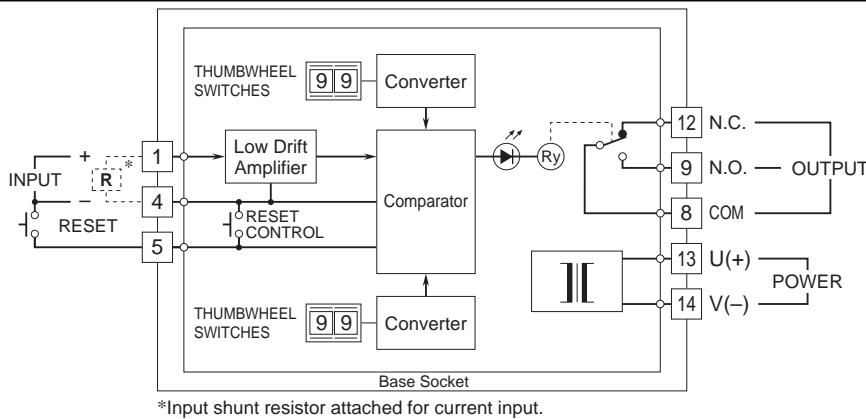 THUMBWHEEL
SWITCHES
9 9
Converter
12 N.C.
+
*
1
Low Drift
Amplifier
Ry
INPUT
R
9 N.O.
OUTPUT
–
4
Comparator
RESET
5
RESET
CONTROL
8 COM
13 U(+)
POWER
14 V(–)
THUMBWHEEL
SWITCHES
9 9
Converter
Base Socket
*Input shunt resistor attached for current input.